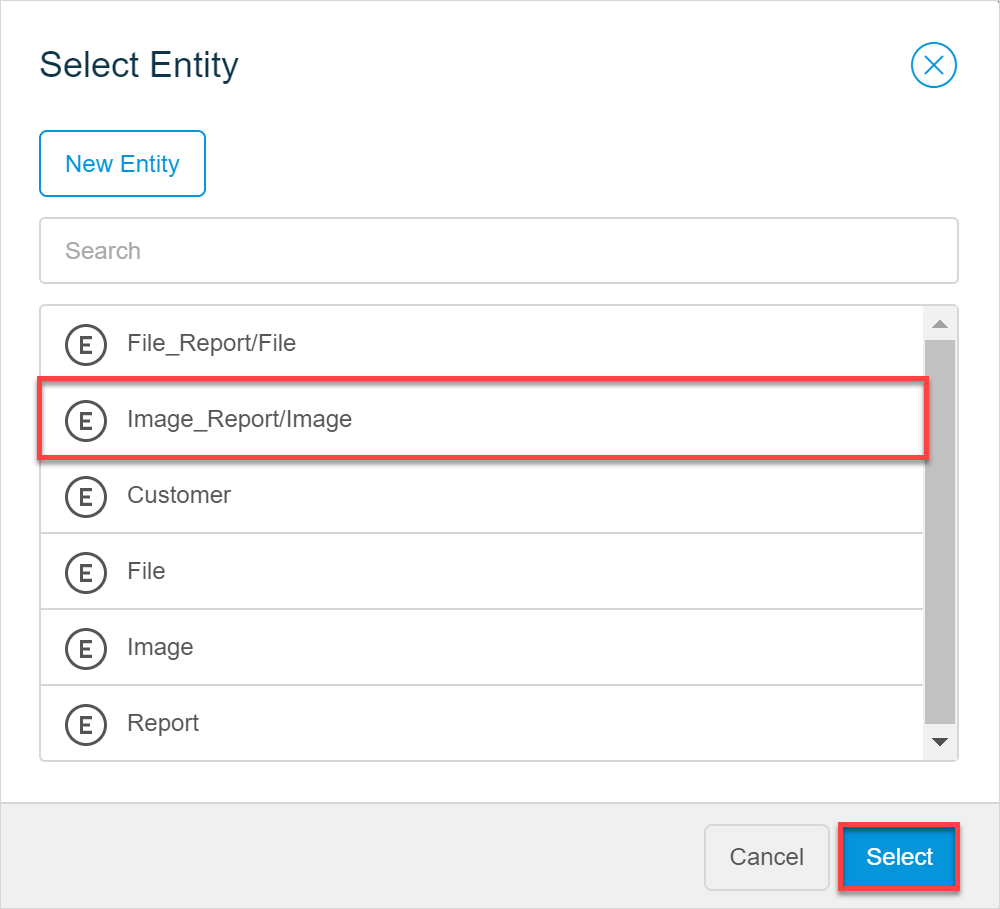 Select Entity
New Entity
Search
E File_Report/File
E Image_Report/Image
E Customer
E File
E Image
E Report
Cancel Select